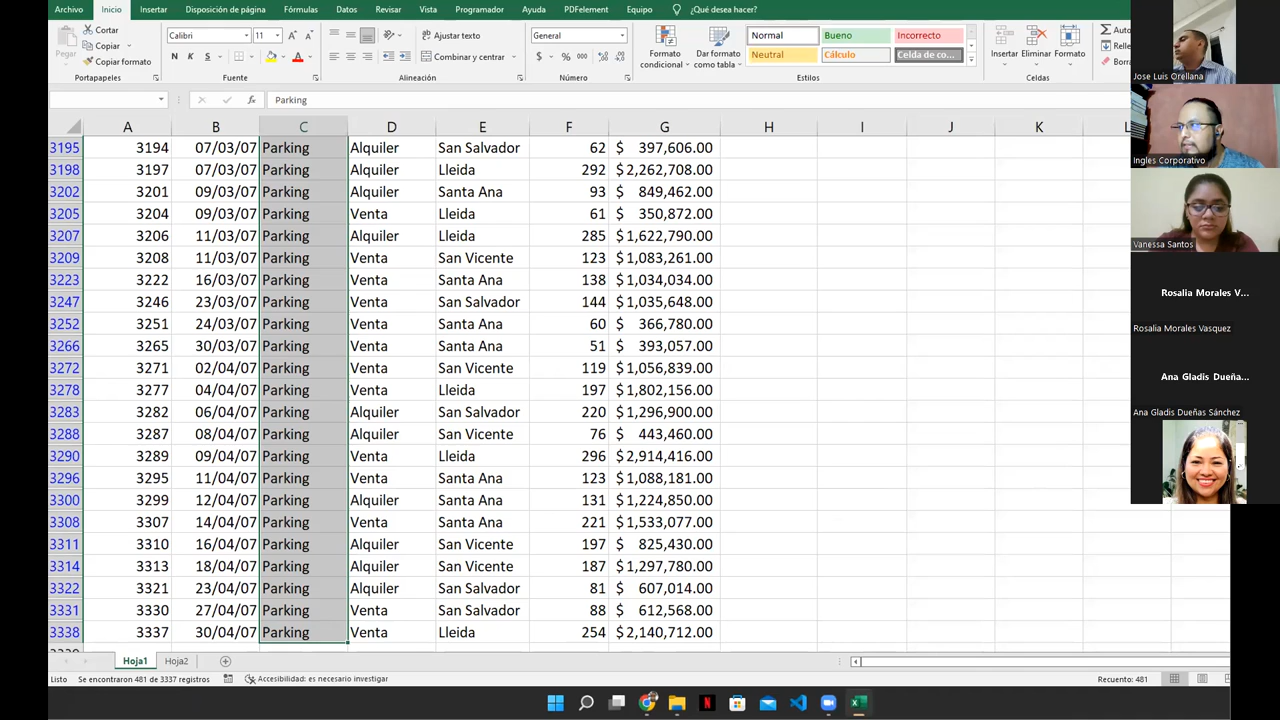 Archivo Inicio Insertar Disposición de página Fórmulas Datos Revisar Vista Programador Ayuda PDFelement Equipo ¿Qué desea hacer?
Pegar Cortar Copiar Copiar formato Portapapeles
Calibri 11 N K S Fuente
Ajustar texto Combinar y centrar Alineación
General $ % Número
Formato condicional Dar formato como tabla
Normal Bueno Incorrecto
Neutral Cálculo Celda de co...
Estilos
Insertar Eliminar Formato
Celdas
Auto
Relle
Borra
fx Parking
A B C D E F G H I J K L
3195 3194 07/03/07 Parking Alquiler San Salvador 62 $ 397,606.00
3198 3197 07/03/07 Parking Alquiler Lleida 292 $ 2,262,708.00
3202 3201 09/03/07 Parking Alquiler Santa Ana 93 $ 849,462.00
3205 3204 09/03/07 Parking Venta Lleida 61 $ 350,872.00
3207 3206 11/03/07 Parking Alquiler Lleida 285 $ 1,622,790.00
3209 3208 11/03/07 Parking Venta San Vicente 123 $ 1,083,261.00
3223 3222 16/03/07 Parking Venta Santa Ana 138 $ 1,034,034.00
3247 3246 23/03/07 Parking Venta San Salvador 144 $ 1,035,648.00
3252 3251 24/03/07 Parking Venta Santa Ana 60 $ 366,780.00
3266 3265 30/03/07 Parking Venta Santa Ana 51 $ 393,057.00
3272 3271 02/04/07 Parking Venta San Vicente 119 $ 1,056,839.00
3278 3277 04/04/07 Parking Venta Lleida 197 $ 1,802,156.00
3283 3282 06/04/07 Parking Alquiler San Salvador 220 $ 1,296,900.00
3288 3287 08/04/07 Parking Alquiler San Vicente 76 $ 443,460.00
3290 3289 09/04/07 Parking Venta Lleida 296 $ 2,914,416.00
3296 3295 11/04/07 Parking Venta Santa Ana 123 $ 1,088,181.00
3300 3299 12/04/07 Parking Alquiler Santa Ana 131 $ 1,224,850.00
3308 3307 14/04/07 Parking Venta Santa Ana 221 $ 1,533,077.00
3311 3310 16/04/07 Parking Alquiler San Vicente 197 $ 825,430.00
3314 3313 18/04/07 Parking Alquiler San Vicente 187 $ 1,297,780.00
3322 3321 23/04/07 Parking Alquiler San Salvador 81 $ 607,014.00
3331 3330 27/04/07 Parking Venta San Salvador 88 $ 612,568.00
3338 3337 30/04/07 Parking Venta Lleida 254 $ 2,140,712.00
Hoja1 Hoja2
Listo Se encontraron 481 de 3337 registros Accesibilidad: es necesario investigar Recuento: 481
Jose Luis Orellana
Ingles Corporativo
Vanessa Santos
Rosalia Morales V...
Rosalia Morales Vasquez
Ana Gladis Dueña...
Ana Gladis Dueñas Sánchez